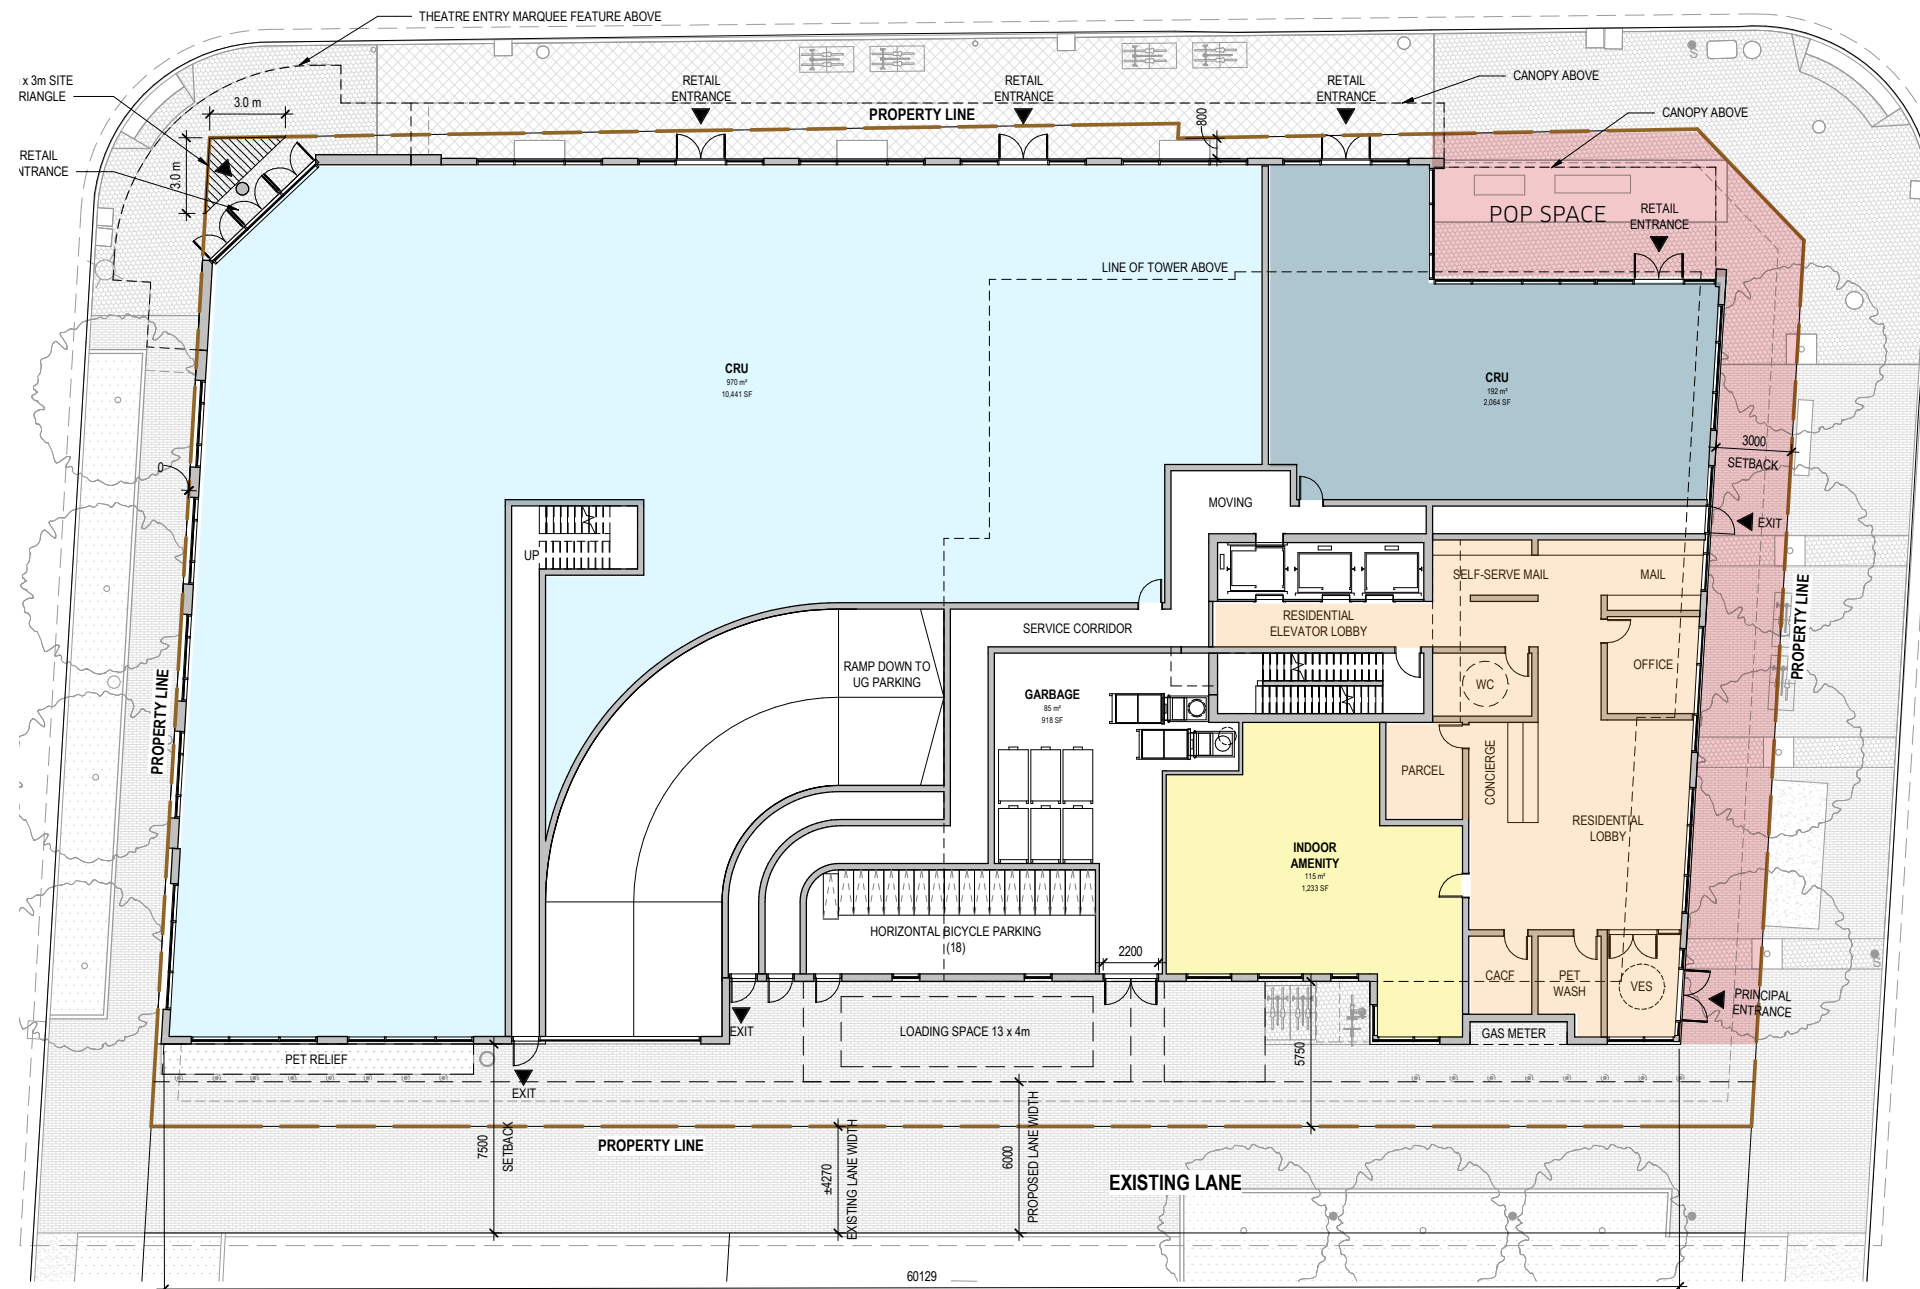 THEATRE ENTRY MARQUEE FEATURE ABOVE
x 3m SITE
RIANGLE
3.0 m
RETAIL
ENTRANCE
RETAIL
ENTRANCE
RETAIL
ENTRANCE
CANOPY ABOVE
PROPERTY LINE
800
CANOPY ABOVE
RETAIL
NTRANCE
3.0 m
POP SPACE
RETAIL
ENTRANCE
LINE OF TOWER ABOVE
CRU
970 m²
10,441 SF
CRU
192 m²
2,064 SF
3000
SETBACK
0
MOVING
EXIT
UP
SELF-SERVE MAIL
MAIL
RESIDENTIAL
ELEVATOR LOBBY
SERVICE CORRIDOR
PROPERTY LINE
RAMP DOWN TO
UG PARKING
GARBAGE
85 m²
918 SF
WC
OFFICE
PROPERTY LINE
PARCEL
CONCIERGE
RESIDENTIAL
LOBBY
INDOOR
AMENITY
115 m²
1,233 SF
HORIZONTAL BICYCLE PARKING
(18)
2200
CACF
PET
WASH
VES
PRINCIPAL
ENTRANCE
EXIT
LOADING SPACE 13 x 4m
GAS METER
PET RELIEF
5750
EXIT
7500
SETBACK
PROPERTY LINE
±4270
EXISTING LANE WIDTH
6000
PROPOSED LANE WIDTH
EXISTING LANE
60129